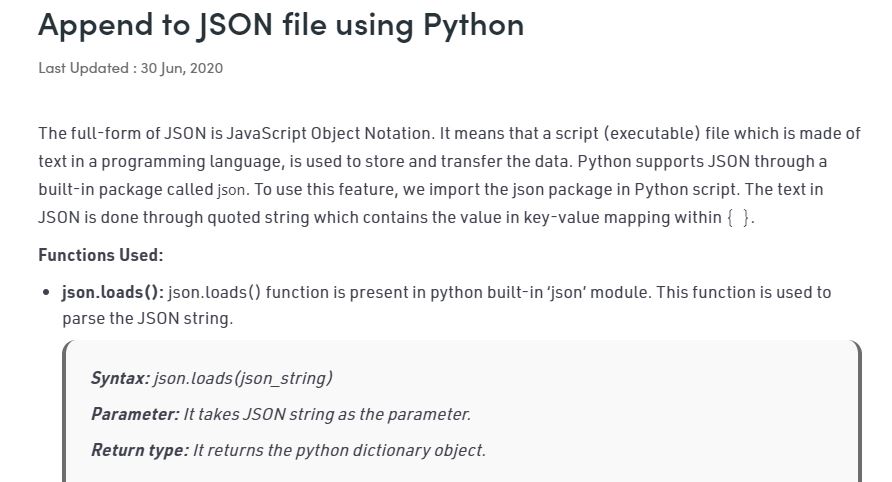 Append to JSON file using Python
Last Updated : 30 Jun, 2020
The full-form of JSON is JavaScript Object Notation. It means that a script (executable) file which is made of
text in a programming language, is used to store and transfer the data. Python supports JSON through a
built-in package called json. To use this feature, we import the json package in Python script. The text in
JSON is done through quoted string which contains the value in key-value mapping within { }.
Functions Used:
• json.loads(): json.loads() function is present in python built-in ‘json’ module. This function is used to
parse the JSON string.
Syntax: json.loads(json_string)
Parameter: It takes JSON string as the parameter.
Return type: It returns the python dictionary object.